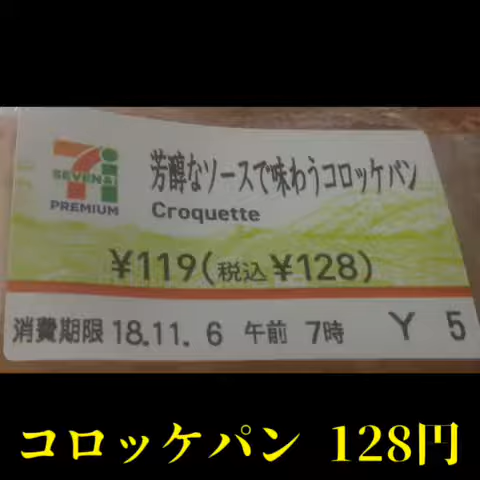 芳醇なソースで味わうコロッケパン
SEVEN&i
PREMIUM
Croquette
¥119(税込¥128)
消費期限 18.11. 6 午前 7時 Y 5
コロッケパン 128円